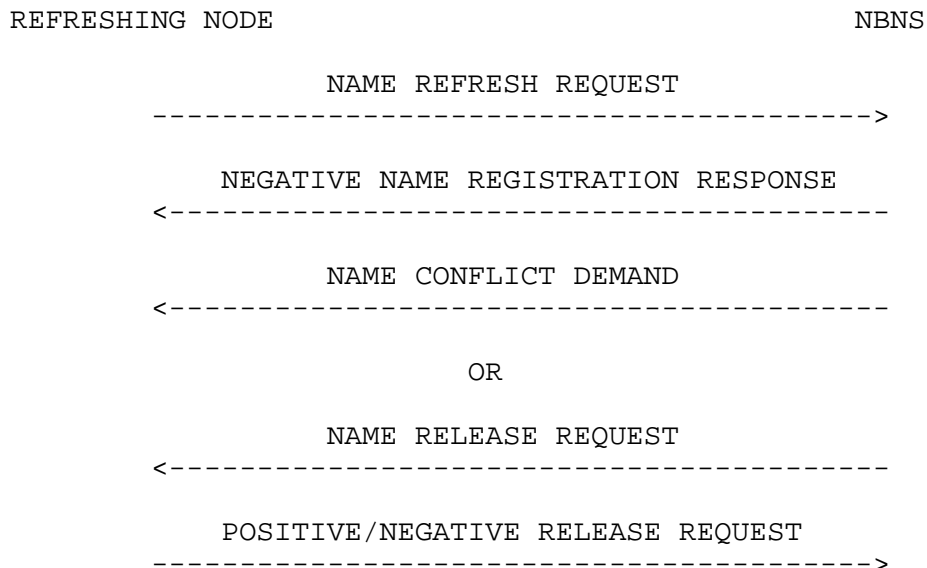 REFRESHING NODE NBNS
NAME REFRESH REQUEST
----------------------------------------->
NEGATIVE NAME REGISTRATION RESPONSE
<-----------------------------------------
NAME CONFLICT DEMAND
<-----------------------------------------
OR
NAME RELEASE REQUEST
<-----------------------------------------
POSITIVE/NEGATIVE RELEASE REQUEST
----------------------------------------->